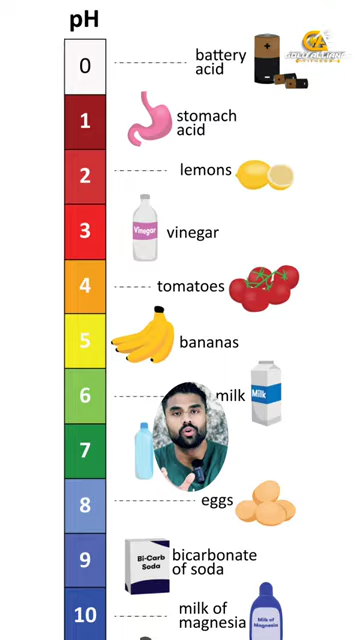 pH
0
battery
acid
1
stomach
acid
2
lemons
3
Vinegar
vinegar
4
tomatoes
5
bananas
6
milk
Milk
7
8
eggs
9
Bi-Carb
Soda
bicarbonate
of soda
10
milk of
magnesia
Milk of
Magnesia